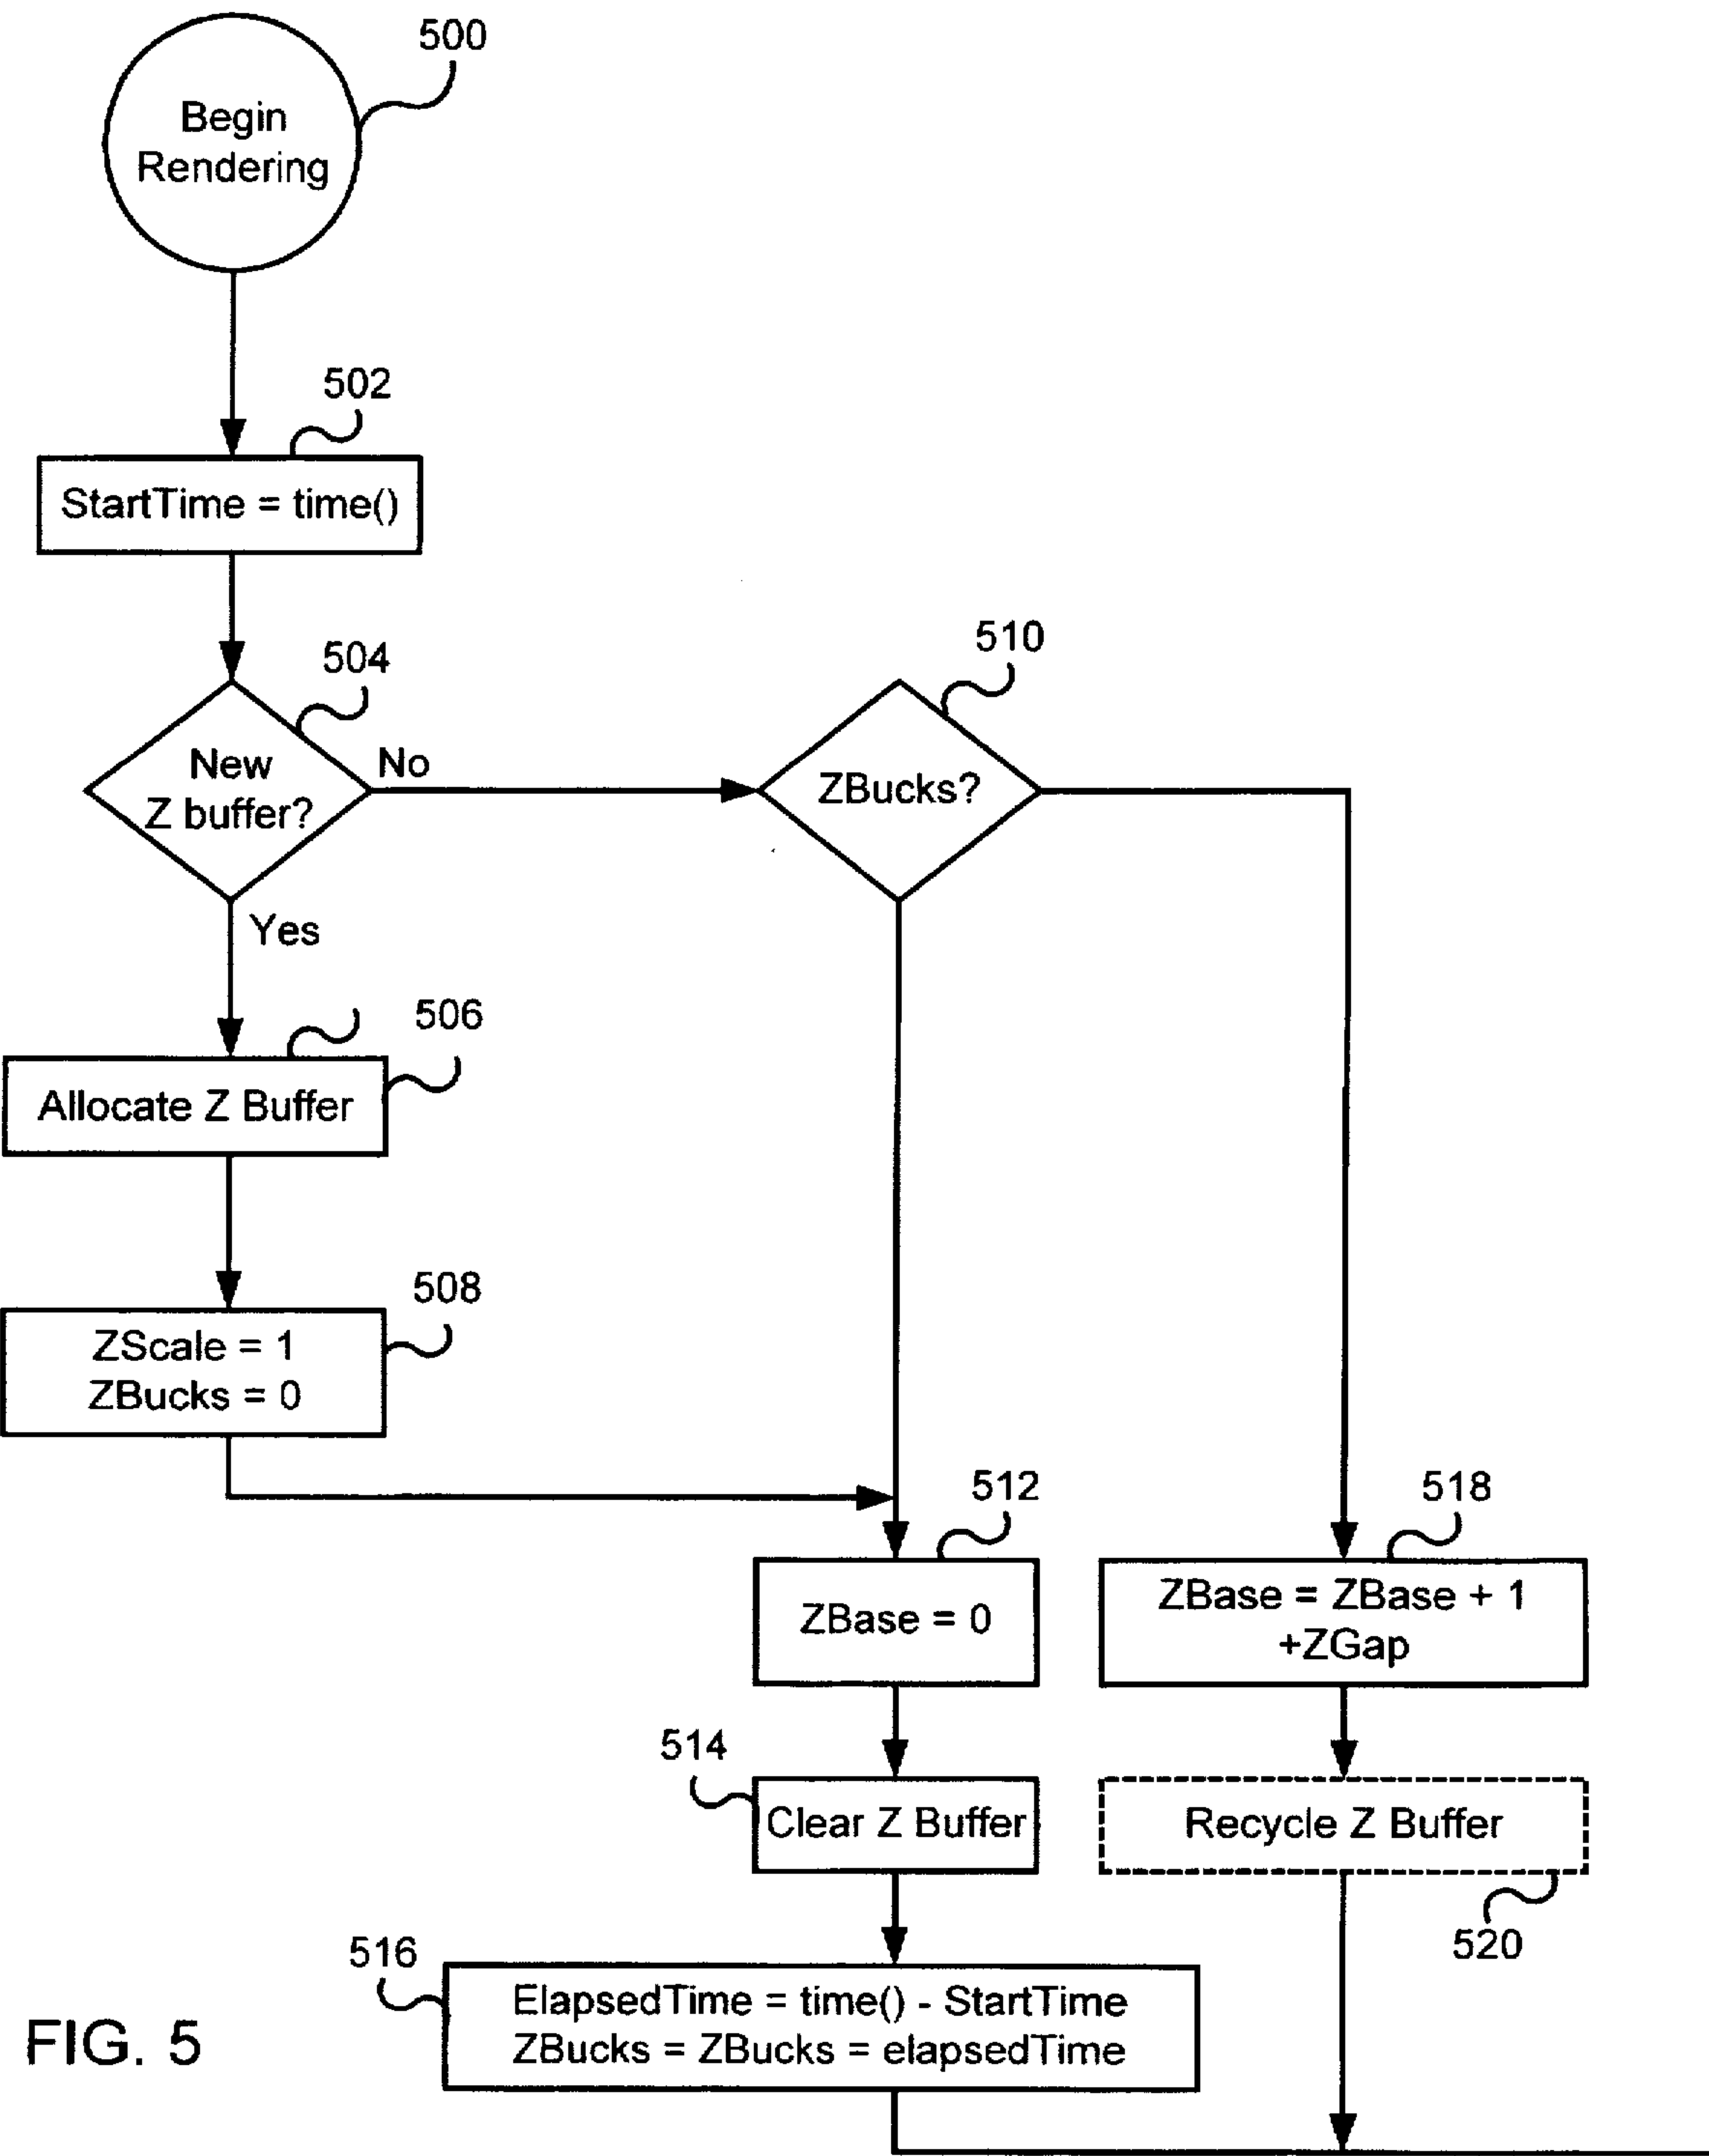 500
Begin
Rendering
502
StartTime = time()
504
New
Z buffer?
No
Yes
510
ZBucks?
506
Allocate Z Buffer
508
ZScale = 1
ZBucks = 0
512
ZBase = 0
518
ZBase = ZBase + 1
+ZGap
514
Clear Z Buffer
Recycle Z Buffer
520
516
ElapsedTime = time() - StartTime
ZBucks = ZBucks = elapsedTime
FIG. 5